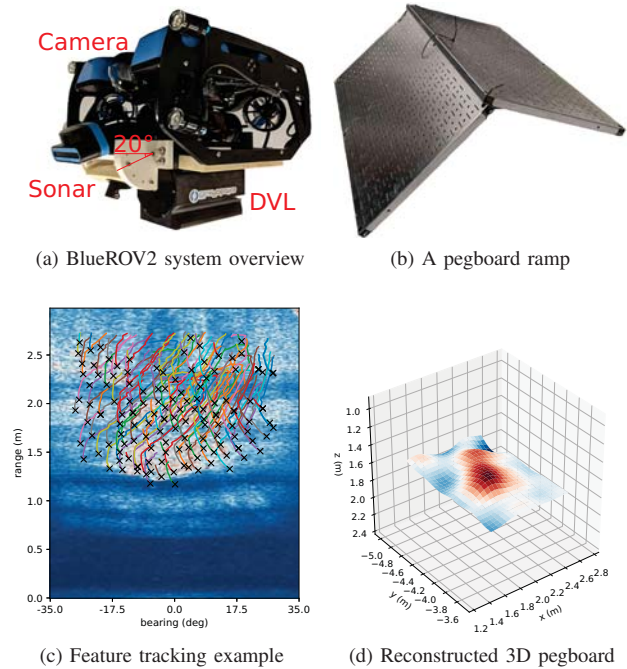 Camera
20°
Sonar
DVL
(a) BlueROV2 system overview
(b) A pegboard ramp
2.5
2.0
1.5
1.0
0.5
0.0
range (m)
-35.0 -17.5 0.0 17.5 35.0
bearing (deg)
1.0
1.2
1.4
1.6
1.8
2.0
2.2
2.4
z (m)
−5.0
−4.8
−4.6
−4.4
−4.2
−4.0
−3.8
−3.6
y (m)
1.2
1.4
1.6
1.8
2.0
2.2
2.4
2.6
2.8
x (m)
(c) Feature tracking example
(d) Reconstructed 3D pegboard